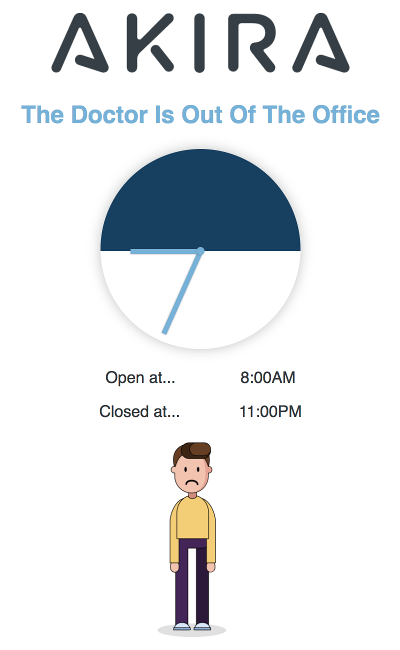 AKIRA
The Doctor Is Out Of The Office
Open at... 8:00AM
Closed at... 11:00PM